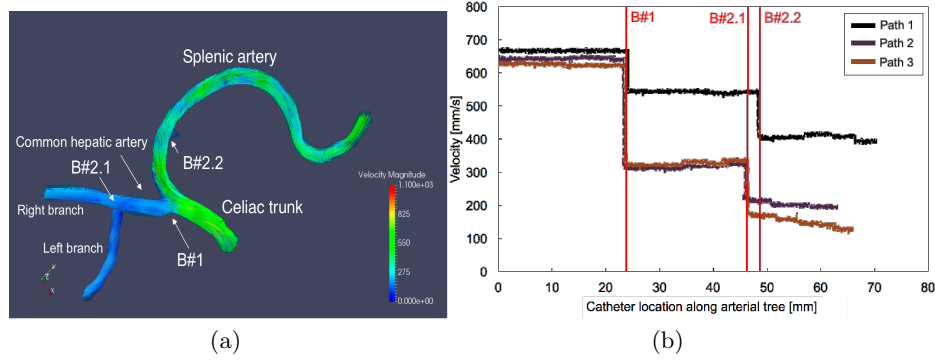 Splenic artery
Common hepatic artery
B#2.1
B#2.2
Velocity Magnitude
1.100e+03
825
550
275
0.000e+00
Right branch
Celiac trunk
Left branch
B#1
Y
Z
X
(a)
B#1
B#2.1
B#2.2
800
700
600
500
400
300
200
100
0
Velocity [mm/s]
Path 1
Path 2
Path 3
0 10 20 30 40 50 60 70 80
Catheter location along arterial tree [mm]
(b)